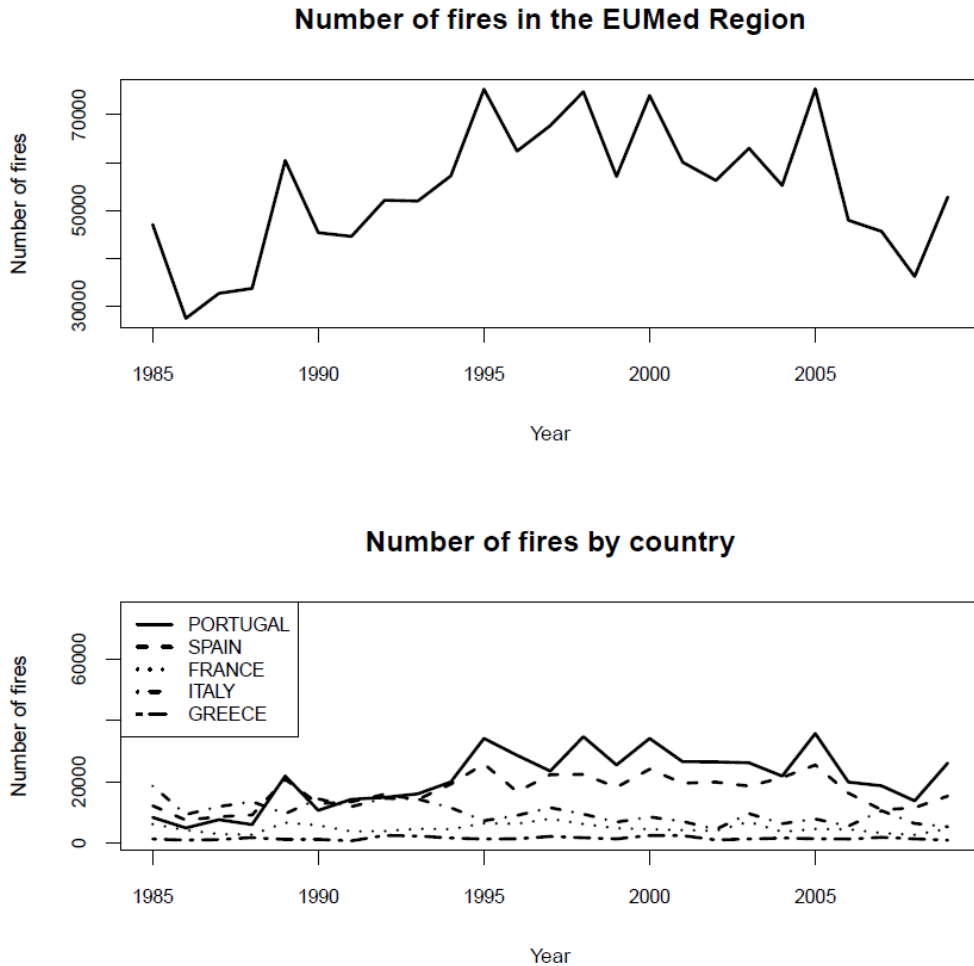 Number of fires in the EUMed Region
Number of fires
70000
50000
30000
1985 1990 1995 2000 2005
Year
Number of fires by country
Number of fires
60000
20000
0
PORTUGAL
SPAIN
FRANCE
ITALY
GREECE
1985 1990 1995 2000 2005
Year